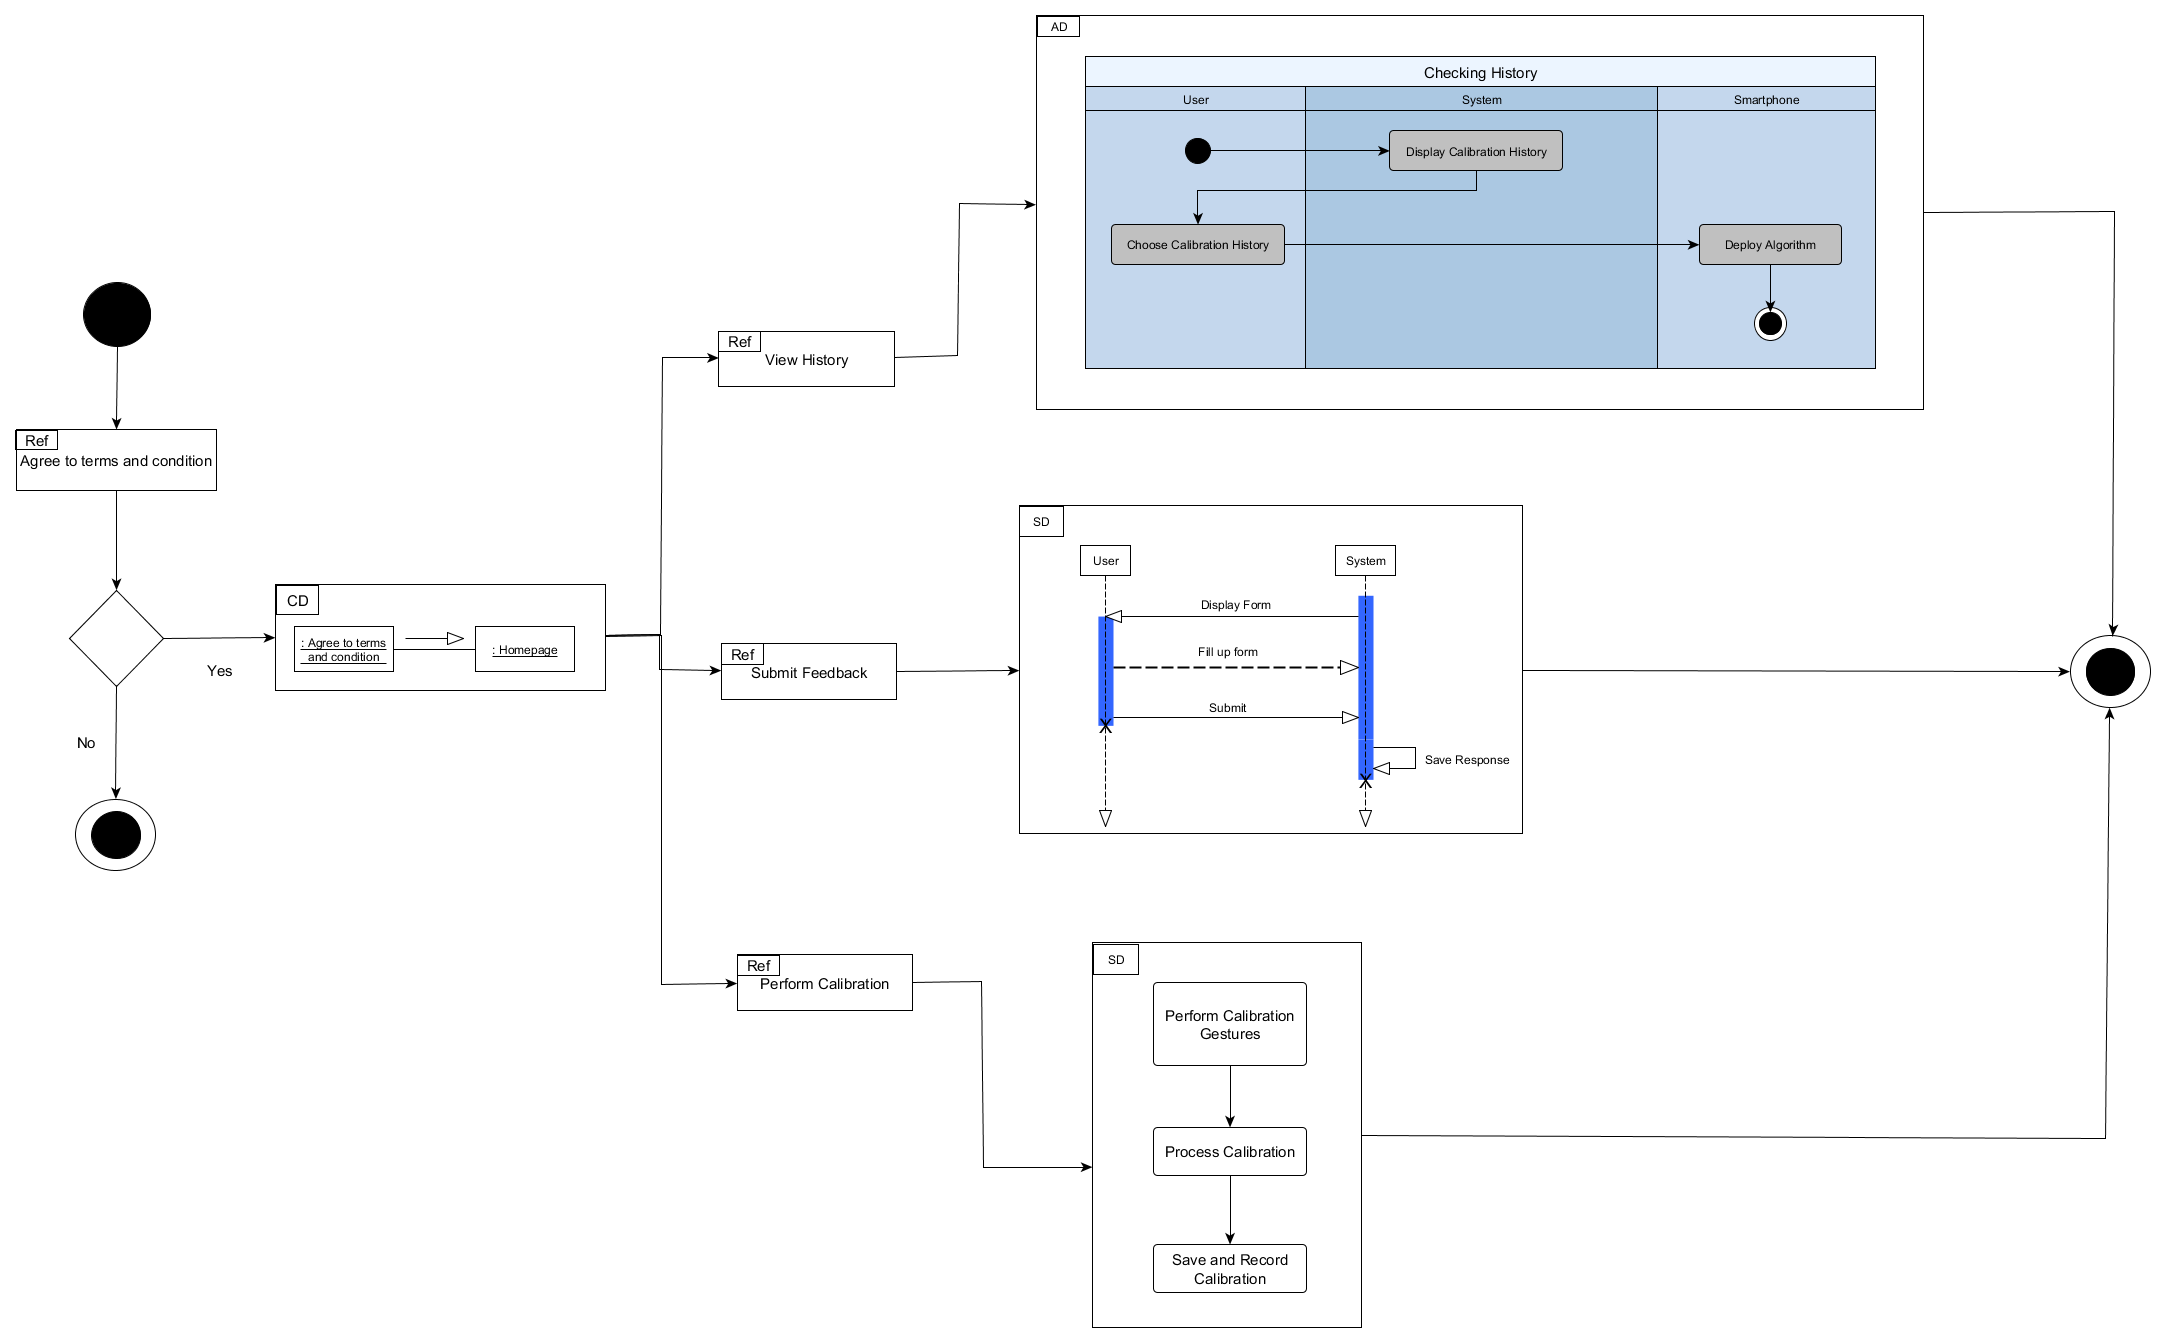 AD
Checking History
User
System
Smartphone
Display Calibration History
Choose Calibration History
Deploy Algorithm
Ref
View History
Ref
Agree to terms and condition
Yes
No
CD
: Agree to terms
and condition
: Homepage
Ref
Submit Feedback
SD
User
System
Display Form
Fill up form
Submit
Save Response
X
X
Ref
Perform Calibration
SD
Perform Calibration
Gestures
Process Calibration
Save and Record
Calibration